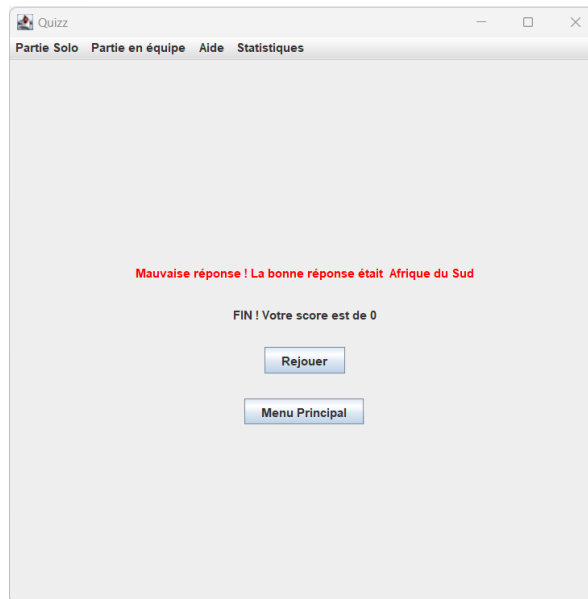 Quizz
Partie Solo Partie en équipe Aide Statistiques
Mauvaise réponse ! La bonne réponse était Afrique du Sud
FIN ! Votre score est de 0
Rejouer
Menu Principal